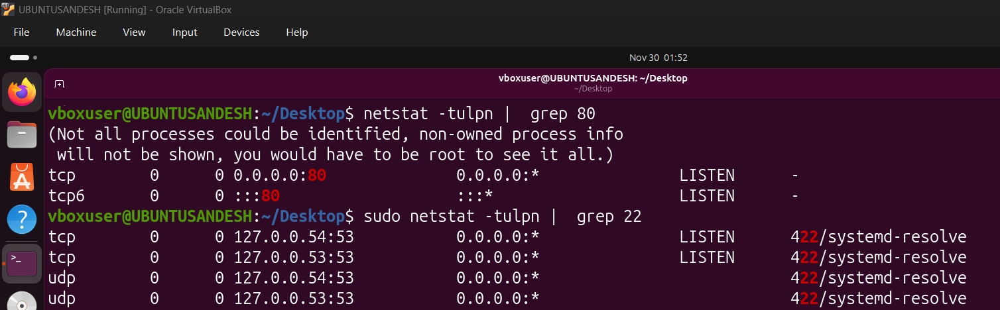 UBUNTUSANDESH [Running] - Oracle VirtualBox
File Machine View Input Devices Help
Nov 30 01:52
vboxuser@UBUNTUSANDESH: ~/Desktop
~/Desktop
vboxuser@UBUNTUSANDESH:~/Desktop$ netstat -tulpn |  grep 80
(Not all processes could be identified, non-owned process info
 will not be shown, you would have to be root to see it all.)
tcp        0      0 0.0.0.0:80              0.0.0.0:*               LISTEN      -
tcp6       0      0 :::80                   :::*                    LISTEN      -
vboxuser@UBUNTUSANDESH:~/Desktop$ sudo netstat -tulpn |  grep 22
tcp        0      0 127.0.0.54:53           0.0.0.0:*               LISTEN      422/systemd-resolve
tcp        0      0 127.0.0.53:53           0.0.0.0:*               LISTEN      422/systemd-resolve
udp        0      0 127.0.0.54:53           0.0.0.0:*                           422/systemd-resolve
udp        0      0 127.0.0.53:53           0.0.0.0:*                           422/systemd-resolve